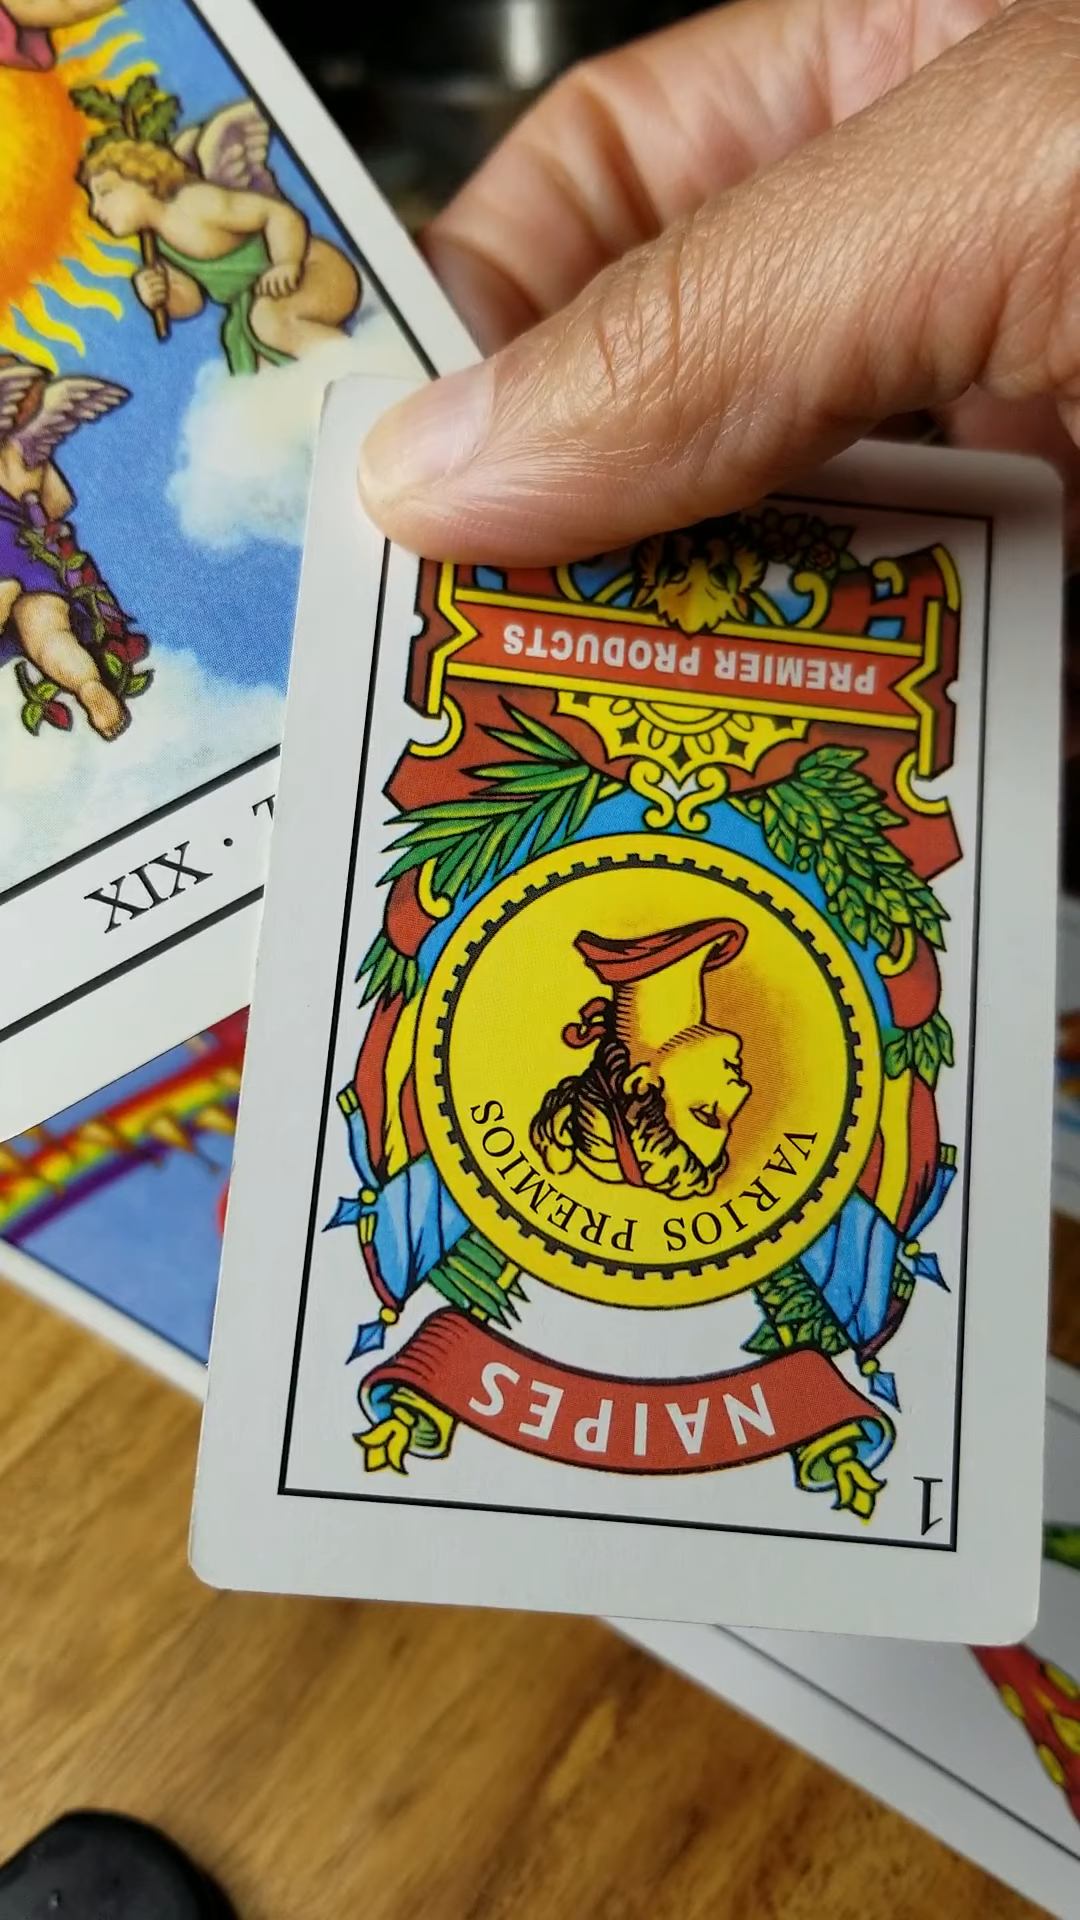 XIX · T
1
NAIPES
VARIOS PREMIOS
PREMIER PRODUCTS